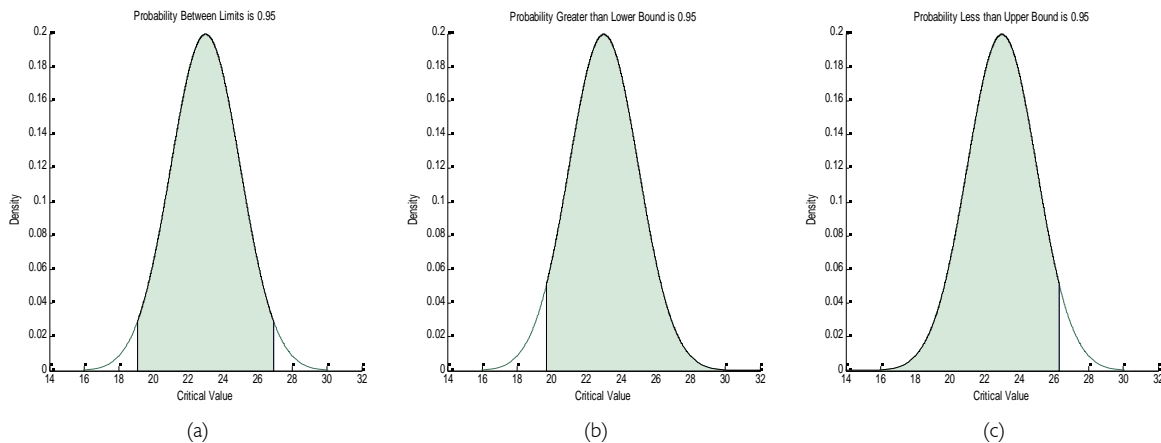 Probability Between Limits is 0.95
0.2
0.18
0.16
0.14
0.12
0.1
0.08
0.06
0.04
0.02
0
Density
14 16 18 20 22 24 26 28 30 32
Critical Value
(a)
Probability Greater than Lower Bound is 0.95
0.2
0.18
0.16
0.14
0.12
0.1
0.08
0.06
0.04
0.02
0
Density
14 16 18 20 22 24 26 28 30 32
Critical Value
(b)
Probability Less than Upper Bound is 0.95
0.2
0.18
0.16
0.14
0.12
0.1
0.08
0.06
0.04
0.02
0
Density
14 16 18 20 22 24 26 28 30 32
Critical Value
(c)